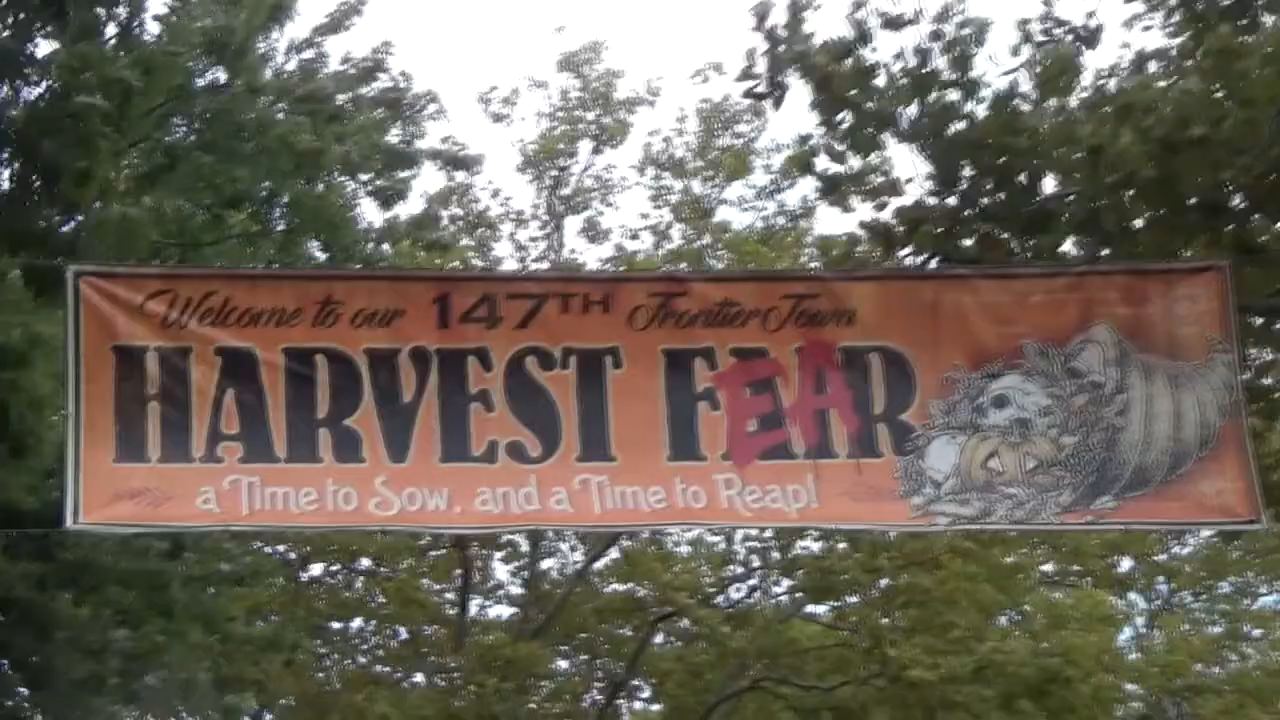 Welcome to our 147TH Frontier Town
HARVEST FEAR
a Time to Sow, and a Time to Reap!